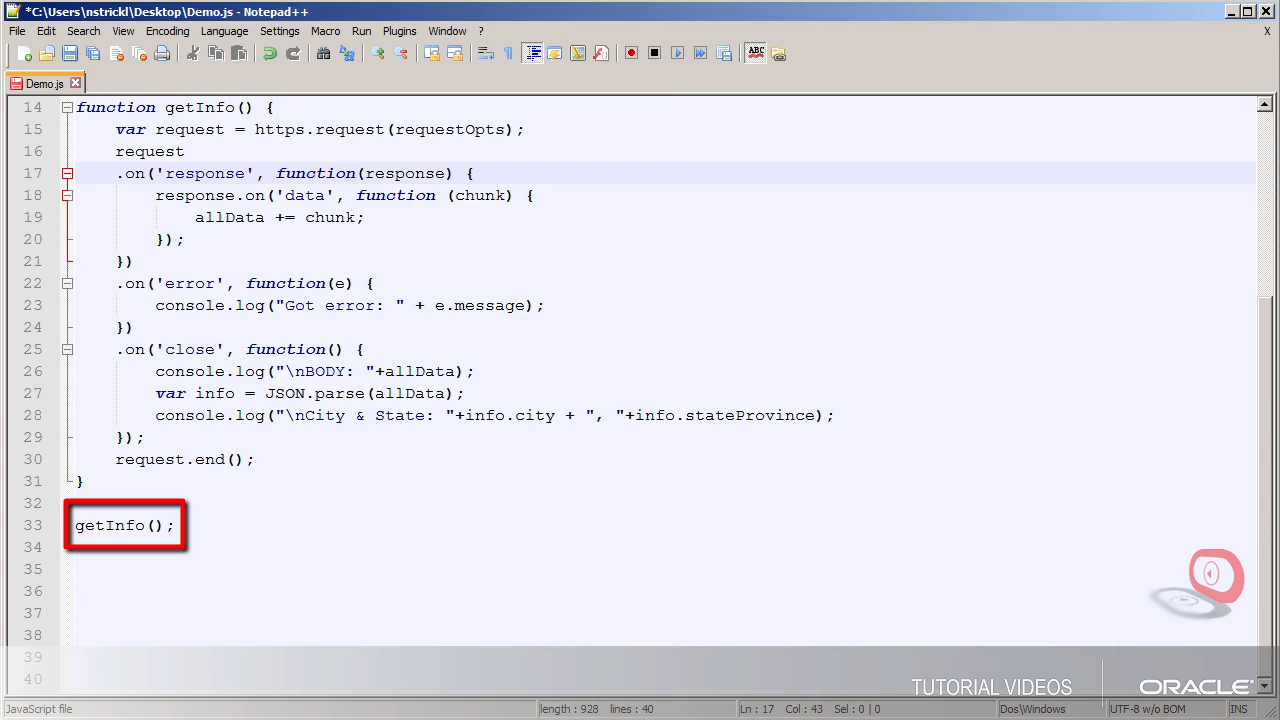 *C:\Users\nstrickl\Desktop\Demo.js - Notepad++
File Edit Search View Encoding Language Settings Macro Run Plugins Window ? X
ABC
Demo.js
14 function getInfo() {
15 var request = https.request(requestOpts);
16 request
17 .on('response', function(response) {
18 response.on('data', function (chunk) {
19 allData += chunk;
20 });
21 })
22 .on('error', function(e) {
23 console.log("Got error: " + e.message);
24 })
25 .on('close', function() {
26 console.log("\nBODY: "+allData);
27 var info = JSON.parse(allData);
28 console.log("\nCity & State: "+info.city + ", "+info.stateProvince);
29 });
30 request.end();
31 }
32
33 getInfo();
34
35
36
37
38
39
40
TUTORIAL VIDEOS ORACLE
JavaScript file length : 928 lines : 40 Ln : 17 Col : 43 Sel : 0 | 0 Dos\Windows UTF-8 w/o BOM INS